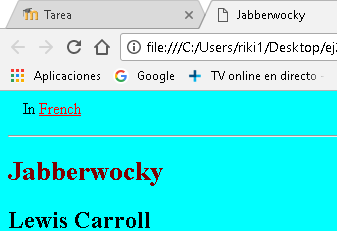 Tarea
Jabberwocky
file:///C:/Users/riki1/Desktop/ej
Aplicaciones Google TV online en directo -
In French
Jabberwocky
Lewis Carroll